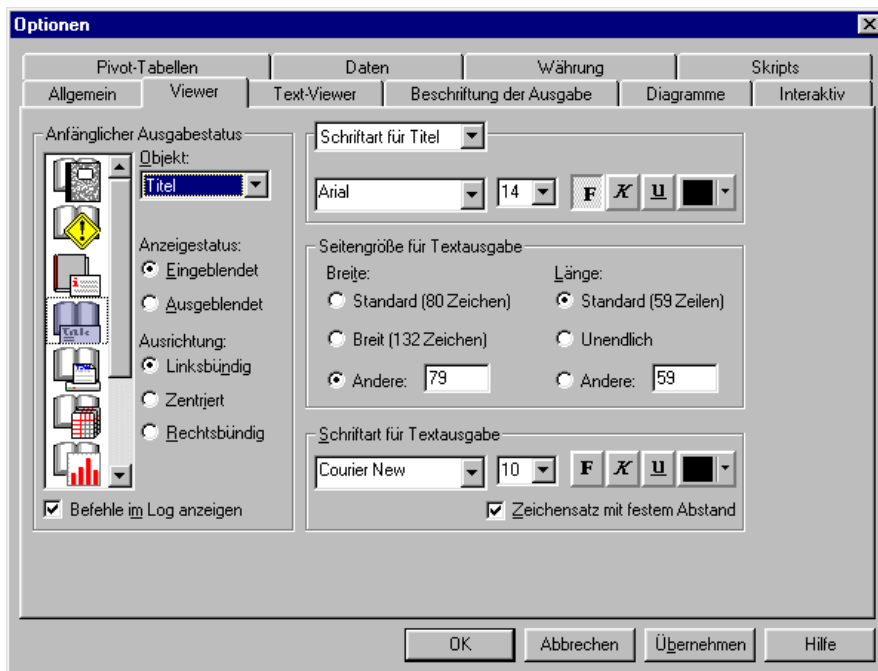 Optionen
Pivot-Tabellen Daten Währung Skripts
Allgemein Viewer Text-Viewer Beschriftung der Ausgabe Diagramme Interaktiv
Anfänglicher Ausgabestatus
Objekt:
Titel
Anzeigestatus:
Eingeblendet
Ausgeblendet
Ausrichtung:
Linksbündig
Zentriert
Rechtsbündig
Title
Befehle im Log anzeigen
Schriftart für Titel
Arial 14 F K U
Seitengröße für Textausgabe
Breite: Länge:
Standard (80 Zeichen) Standard (59 Zeilen)
Breit (132 Zeichen) Unendlich
Andere: 79 Andere: 59
Schriftart für Textausgabe
Courier New 10 F K U
Zeichensatz mit festem Abstand
OK Abbrechen Übernehmen Hilfe